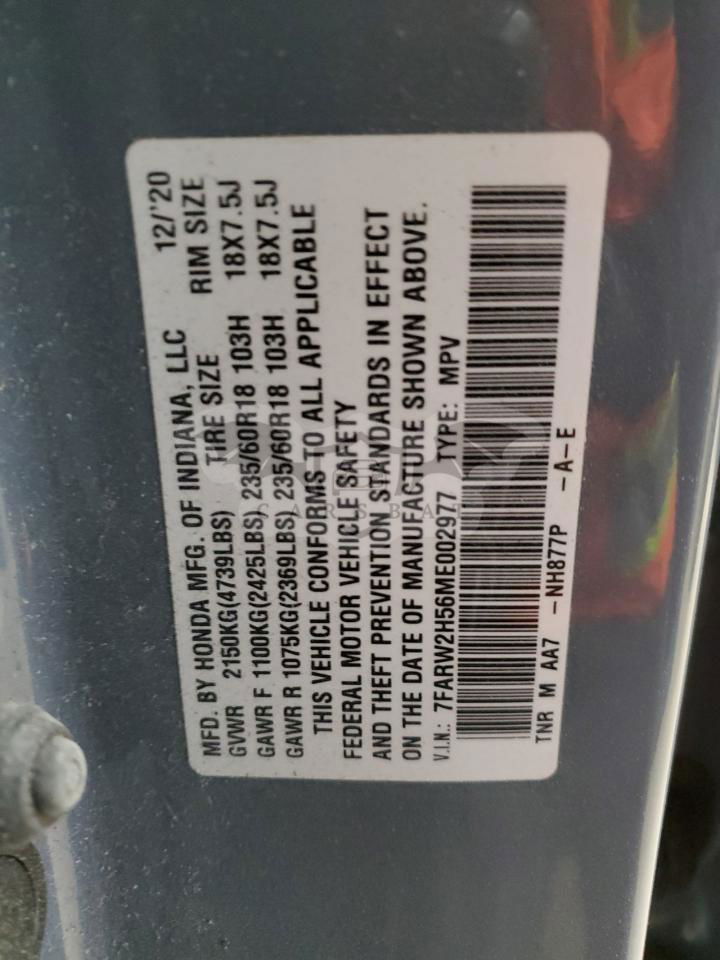 MFD. BY HONDA MFG. OF INDIANA, LLC 12/'20
GVWR 2150KG(4739LBS) TIRE SIZE RIM SIZE
GAWR F 1100KG(2425LBS) 235/60R18 103H 18X7.5J
GAWR R 1075KG(2369LBS) 235/60R18 103H 18X7.5J
THIS VEHICLE CONFORMS TO ALL APPLICABLE
FEDERAL MOTOR VEHICLE SAFETY
AND THEFT PREVENTION STANDARDS IN EFFECT
ON THE DATE OF MANUFACTURE SHOWN ABOVE.
V.I.N.: 7FARW2H56ME002977 TYPE: MPV
TNR M AA7 -NH877P -A-E